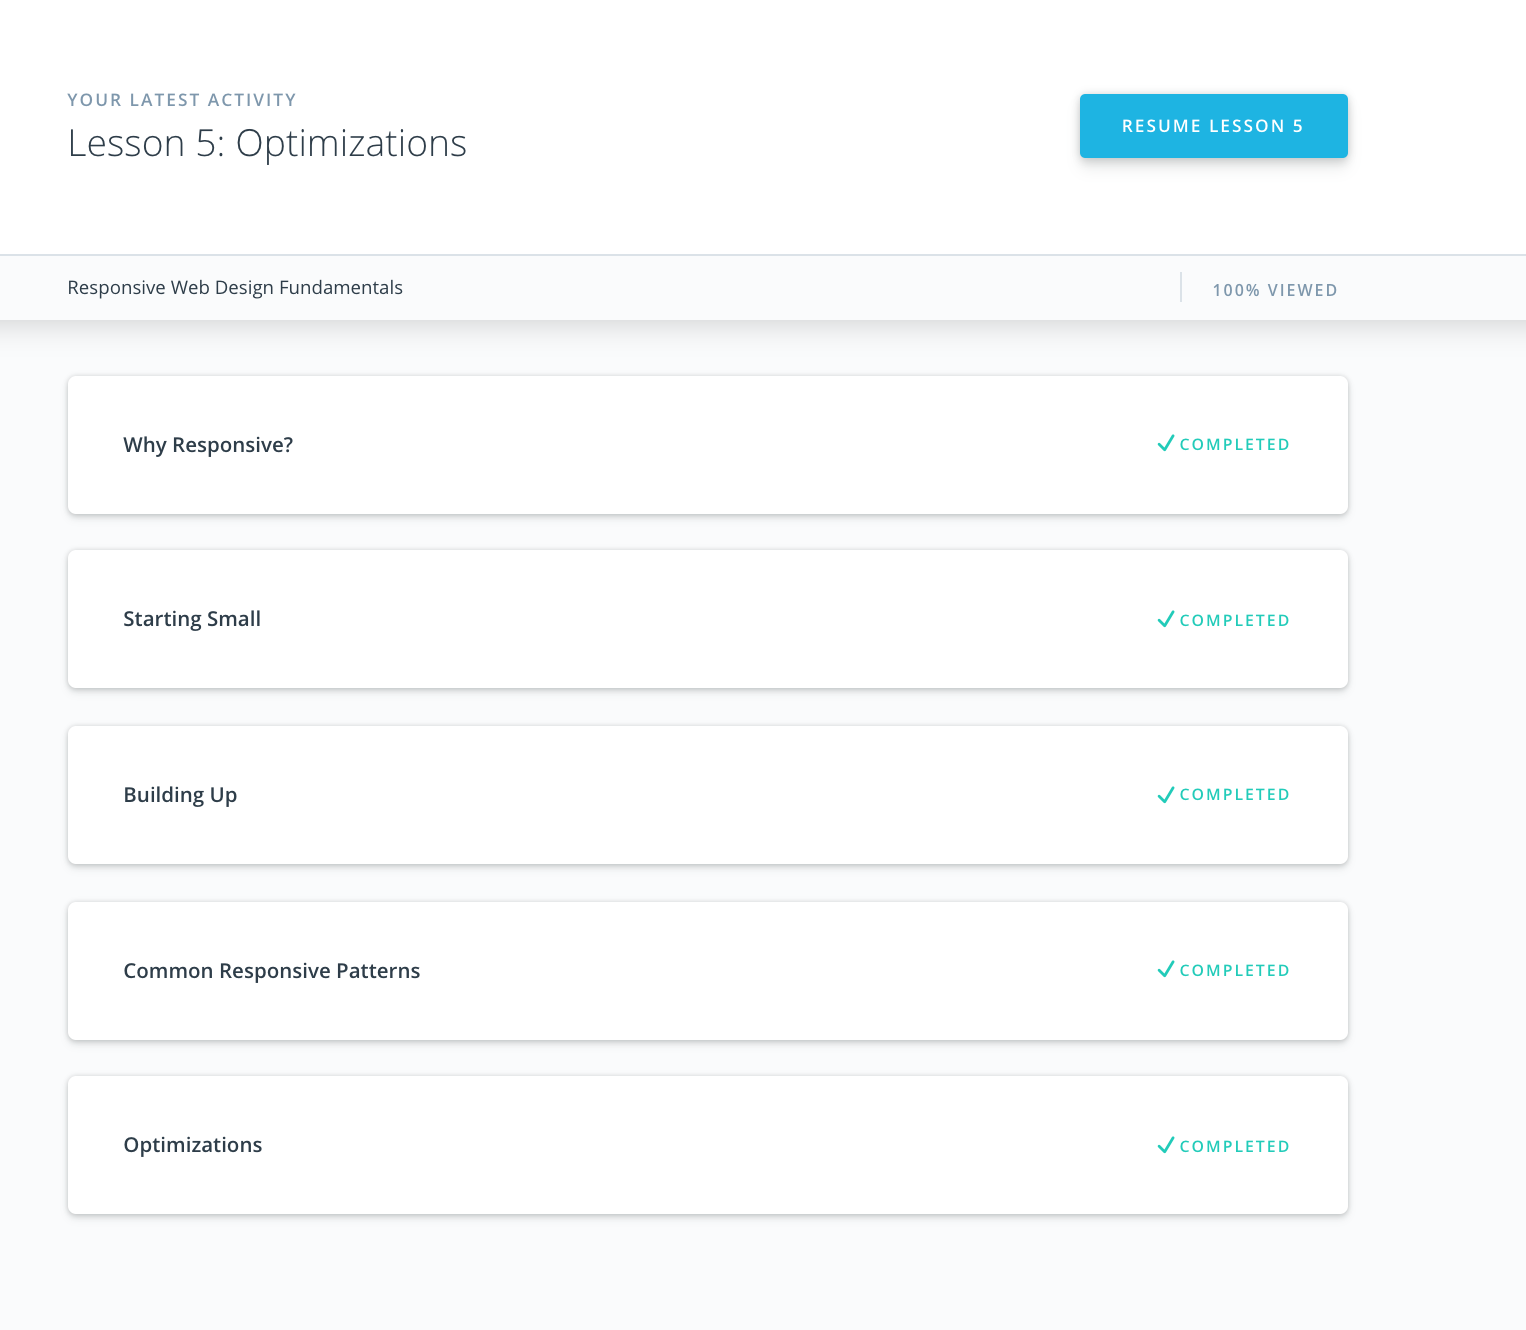 YOUR LATEST ACTIVITY
Lesson 5: Optimizations
RESUME LESSON 5
Responsive Web Design Fundamentals
100% VIEWED
Why Responsive?
COMPLETED
Starting Small
COMPLETED
Building Up
COMPLETED
Common Responsive Patterns
COMPLETED
Optimizations
COMPLETED